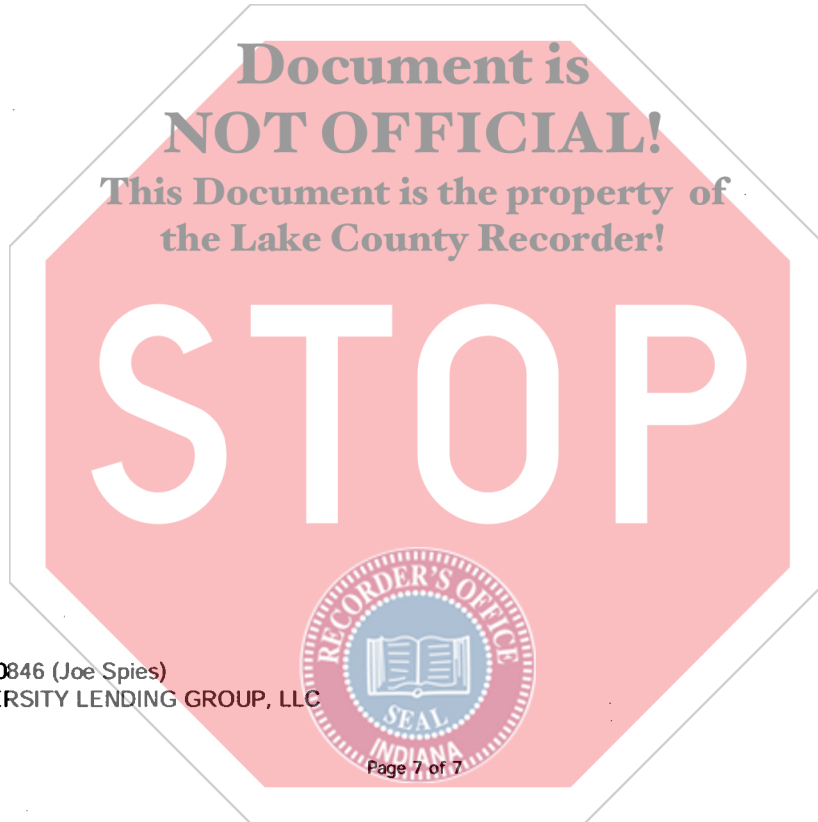 Document is
NOT OFFICIAL!
This Document is the property of
the Lake County Recorder!
STOP
RECORDER'S OFFICE
SEAL
INDIANA
0846 (Joe Spies)
ERSITY LENDING GROUP, LLC
Page 7 of 7